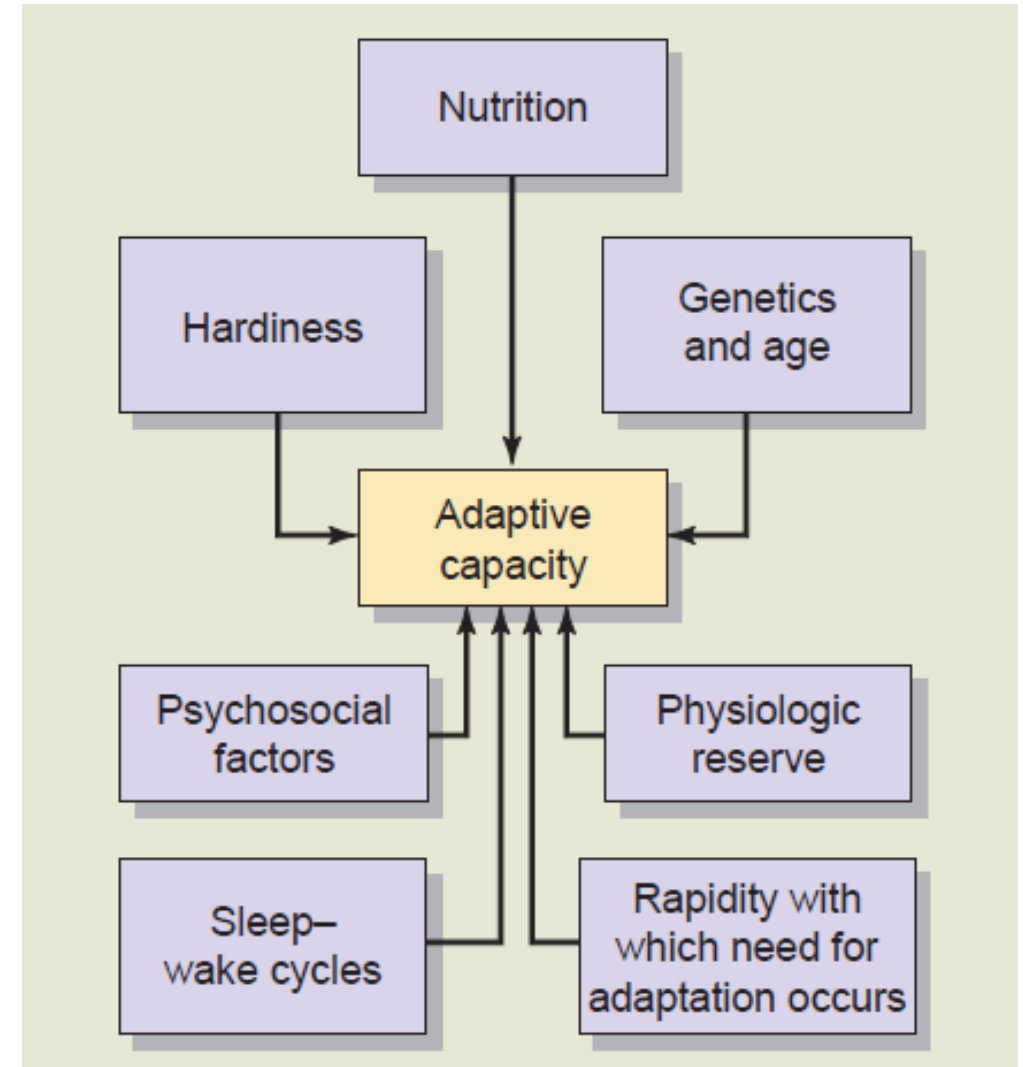 Nutrition
Hardiness
Genetics
and age
Adaptive
capacity
Psychosocial
factors
Physiologic
reserve
Sleep–
wake cycles
Rapidity with
which need for
adaptation occurs